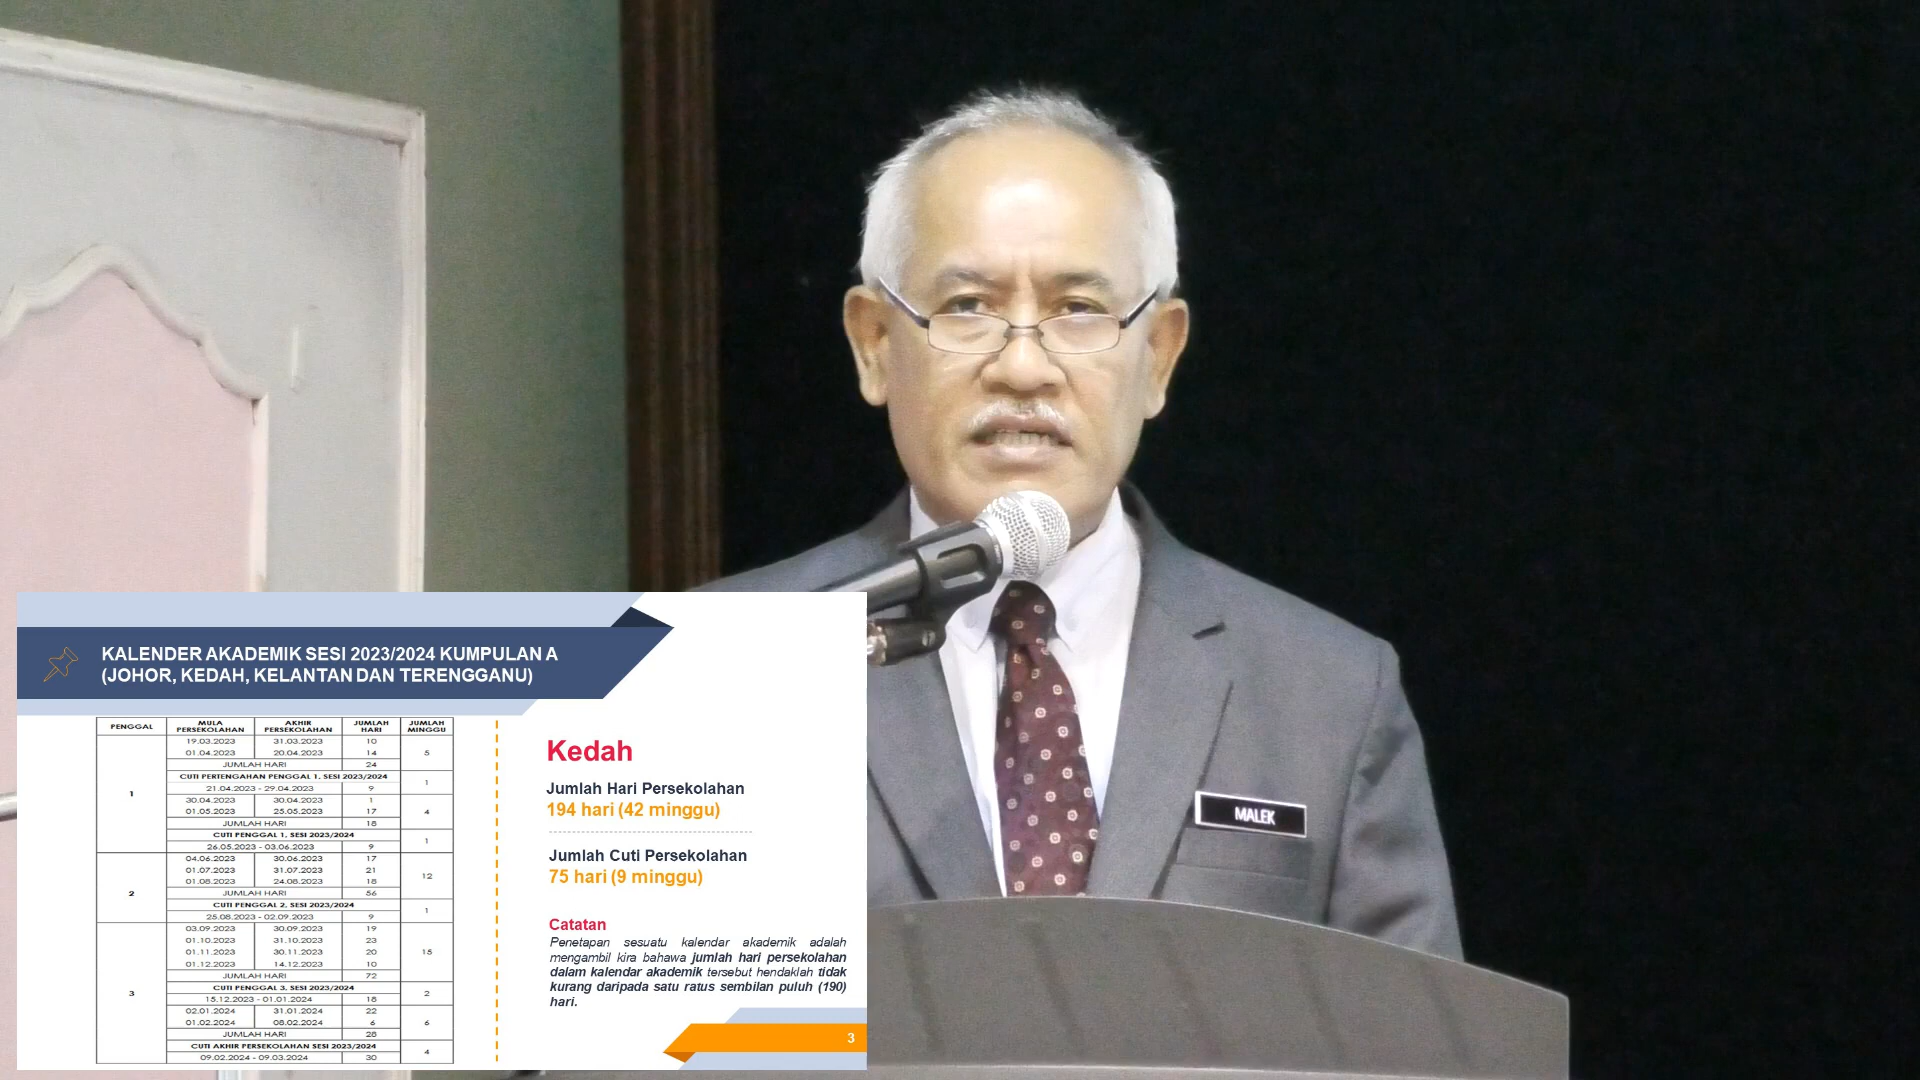 KALENDER AKADEMIK SESI 2023/2024 KUMPULAN A
(JOHOR, KEDAH, KELANTAN DAN TERENGGANU)
PENGGAL MULA PERSEKOLAHAN AKHIR PERSEKOLAHAN JUMLAH HARI JUMLAH MINGGU
1
19.03.2023 31.03.2023 10
01.04.2023 20.04.2023 14
5
JUMLAH HARI 24
CUTI PERTENGAHAN PENGGAL 1, SESI 2023/2024
1
21.04.2023 - 29.04.2023 9
30.04.2023 30.04.2023 1
01.05.2023 25.05.2023 17
4
JUMLAH HARI 18
CUTI PENGGAL 1, SESI 2023/2024
1
26.05.2023 - 03.06.2023 9
2
04.06.2023 30.06.2023 17
01.07.2023 31.07.2023 21
12
01.08.2023 24.08.2023 18
JUMLAH HARI 56
CUTI PENGGAL 2, SESI 2023/2024
1
25.08.2023 - 02.09.2023 9
3
03.09.2023 30.09.2023 19
01.10.2023 31.10.2023 23
01.11.2023 30.11.2023 20
15
01.12.2023 14.12.2023 10
JUMLAH HARI 72
CUTI PENGGAL 3, SESI 2023/2024
2
15.12.2023 - 01.01.2024 18
02.01.2024 31.01.2024 22
01.02.2024 08.02.2024 6
6
JUMLAH HARI 28
CUTI AKHIR PERSEKOLAHAN SESI 2023/2024
4
09.02.2024 - 09.03.2024 30
Kedah
Jumlah Hari Persekolahan
194 hari (42 minggu)
Jumlah Cuti Persekolahan
75 hari (9 minggu)
Catatan
Penetapan sesuatu kalendar akademik adalah
mengambil kira bahawa jumlah hari persekolahan
dalam kalendar akademik tersebut hendaklah tidak
kurang daripada satu ratus sembilan puluh (190)
hari.
3
MALEK